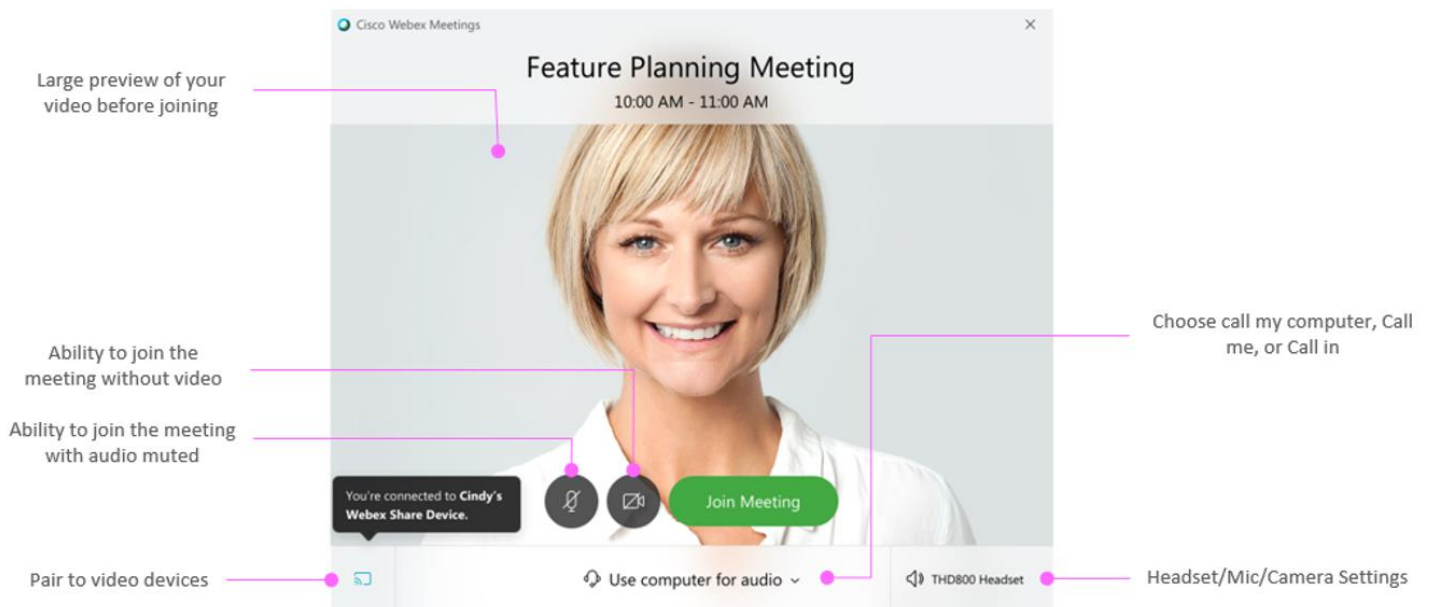 Cisco Webex Meetings
Feature Planning Meeting
10:00 AM - 11:00 AM
Large preview of your
video before joining
Choose call my computer, Call
me, or Call in
Ability to join the
meeting without video
Ability to join the meeting
with audio muted
You're connected to Cindy's
Webex Share Device.
Join Meeting
Pair to video devices
Use computer for audio
THD800 Headset
Headset/Mic/Camera Settings